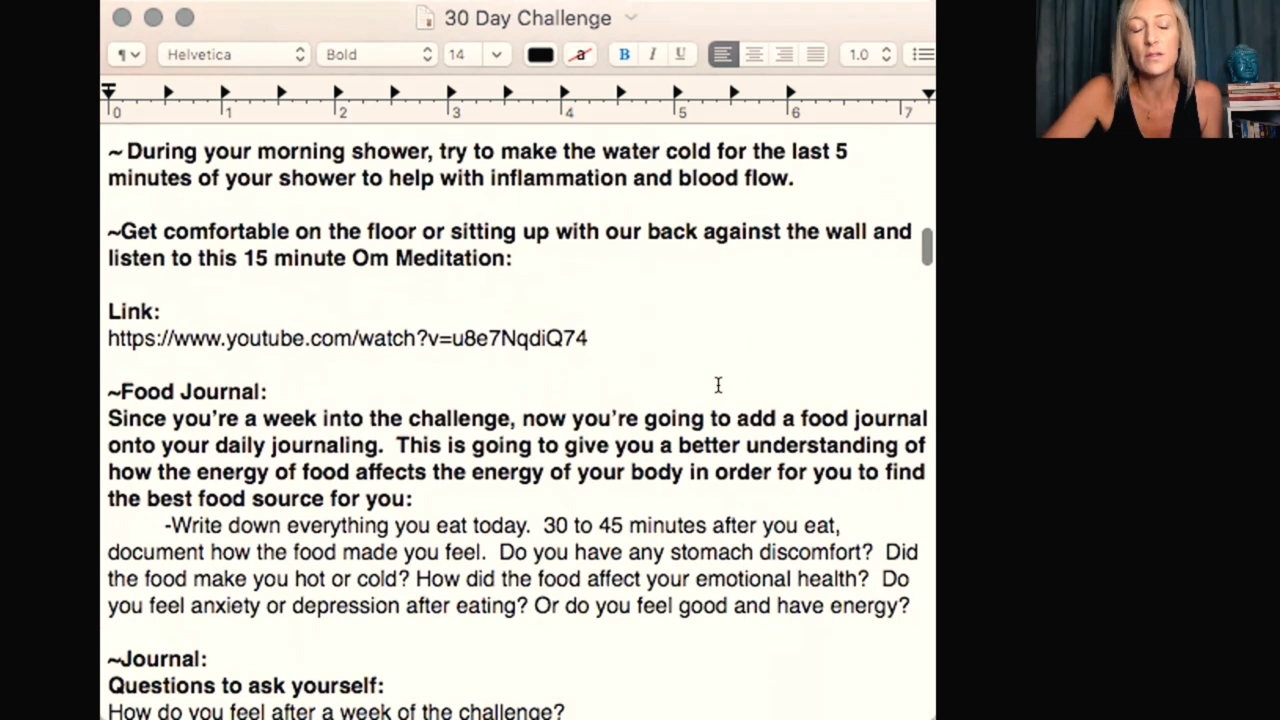 30 Day Challenge
¶ Helvetica Bold 14 a B I U 1.0
0 1 2 3 4 5 6 7
~ During your morning shower, try to make the water cold for the last 5
minutes of your shower to help with inflammation and blood flow.
~Get comfortable on the floor or sitting up with our back against the wall and
listen to this 15 minute Om Meditation:
Link:
https://www.youtube.com/watch?v=u8e7NqdiQ74
~Food Journal:
Since you’re a week into the challenge, now you’re going to add a food journal
onto your daily journaling.  This is going to give you a better understanding of
how the energy of food affects the energy of your body in order for you to find
the best food source for you:
-Write down everything you eat today.  30 to 45 minutes after you eat,
document how the food made you feel.  Do you have any stomach discomfort?  Did
the food make you hot or cold? How did the food affect your emotional health?  Do
you feel anxiety or depression after eating? Or do you feel good and have energy?
~Journal:
Questions to ask yourself:
How do you feel after a week of the challenge?